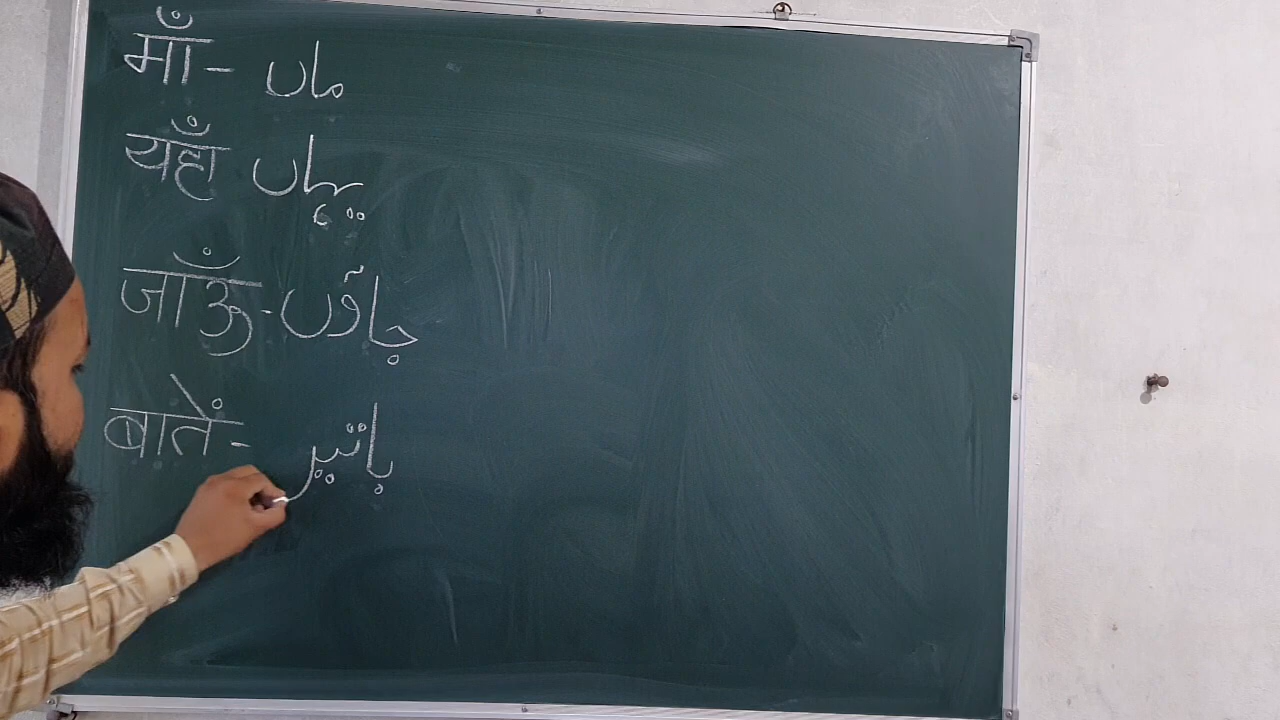 माँ - ماں
यहाँ یہاں
जाऊँ - جاؤں
बातें - باتیں